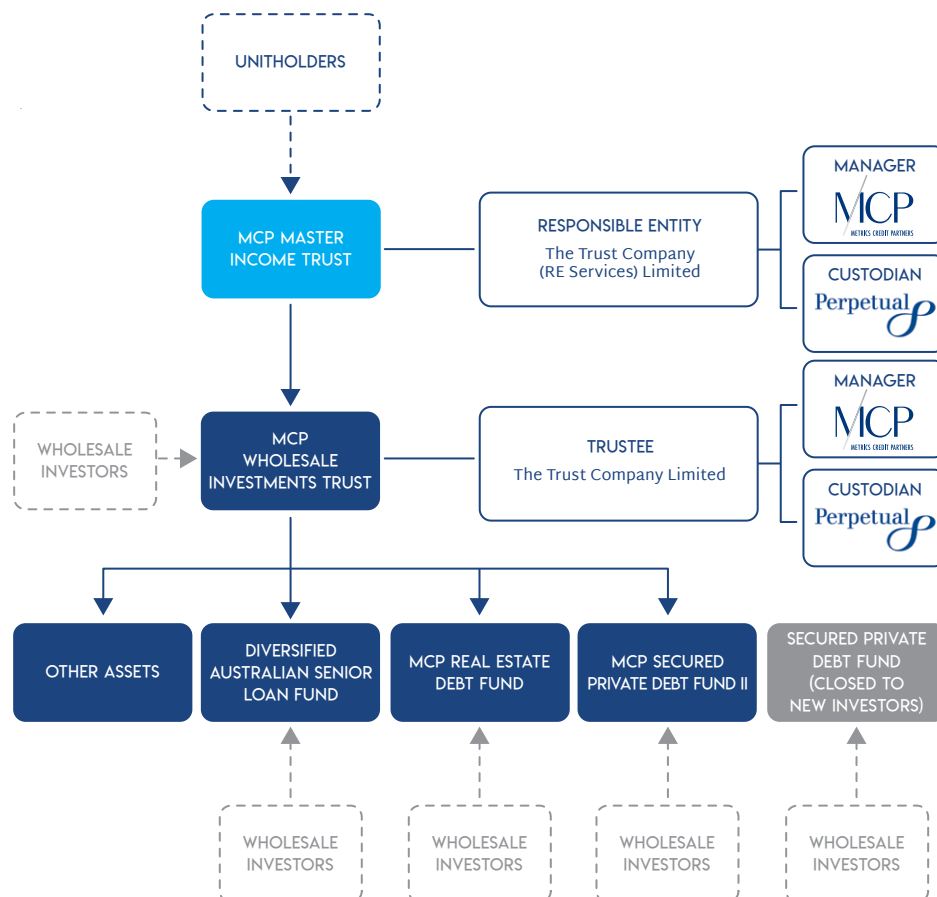 UNITHOLDERS
MCP MASTER
INCOME TRUST
RESPONSIBLE ENTITY
The Trust Company
(RE Services) Limited
MANAGER
MCP
METRICS CREDIT PARTNERS
CUSTODIAN
Perpetual
WHOLESALE
INVESTORS
MCP
WHOLESALE
INVESTMENTS TRUST
TRUSTEE
The Trust Company Limited
MANAGER
MCP
METRICS CREDIT PARTNERS
CUSTODIAN
Perpetual
OTHER ASSETS
DIVERSIFIED
AUSTRALIAN SENIOR
LOAN FUND
MCP REAL ESTATE
DEBT FUND
MCP SECURED
PRIVATE DEBT FUND II
SECURED PRIVATE
DEBT FUND
(CLOSED TO
NEW INVESTORS)
WHOLESALE
INVESTORS
WHOLESALE
INVESTORS
WHOLESALE
INVESTORS
WHOLESALE
INVESTORS